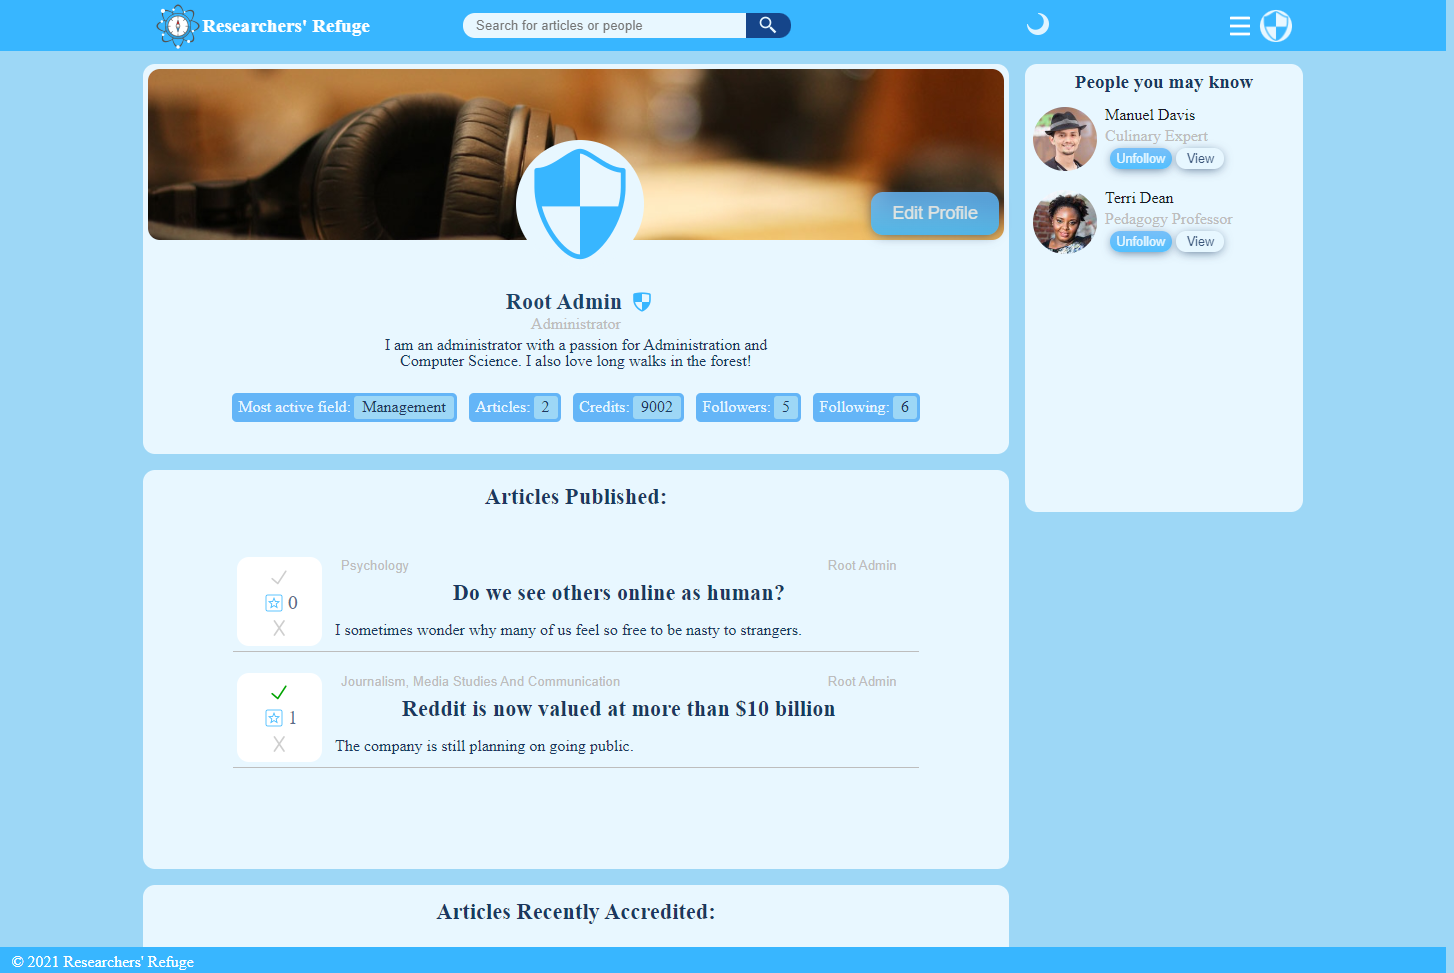 Researchers' Refuge
Search for articles or people
Edit Profile
Root Admin
Administrator
I am an administrator with a passion for Administration and
Computer Science. I also love long walks in the forest!
Most active field: Management Articles: 2 Credits: 9002 Followers: 5 Following: 6
People you may know
Manuel Davis
Culinary Expert
Unfollow View
Terri Dean
Pedagogy Professor
Unfollow View
Articles Published:
Psychology Root Admin
Do we see others online as human?
0
I sometimes wonder why many of us feel so free to be nasty to strangers.
Journalism, Media Studies And Communication Root Admin
Reddit is now valued at more than $10 billion
1
The company is still planning on going public.
Articles Recently Accredited:
© 2021 Researchers' Refuge